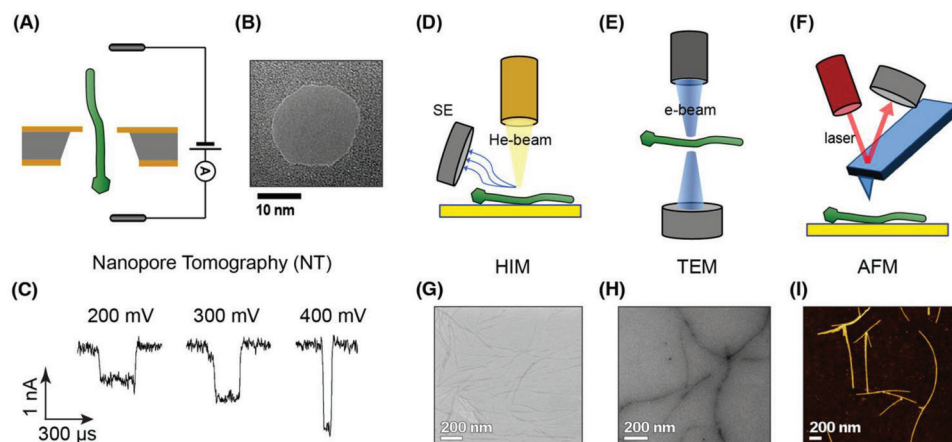 (A)
A
(B)
10 nm
Nanopore Tomography (NT)
(C)
200 mV
300 mV
400 mV
1 nA
300 µs
(D)
SE
He-beam
HIM
(E)
e-beam
TEM
(F)
laser
AFM
(G)
200 nm
(H)
200 nm
(I)
200 nm